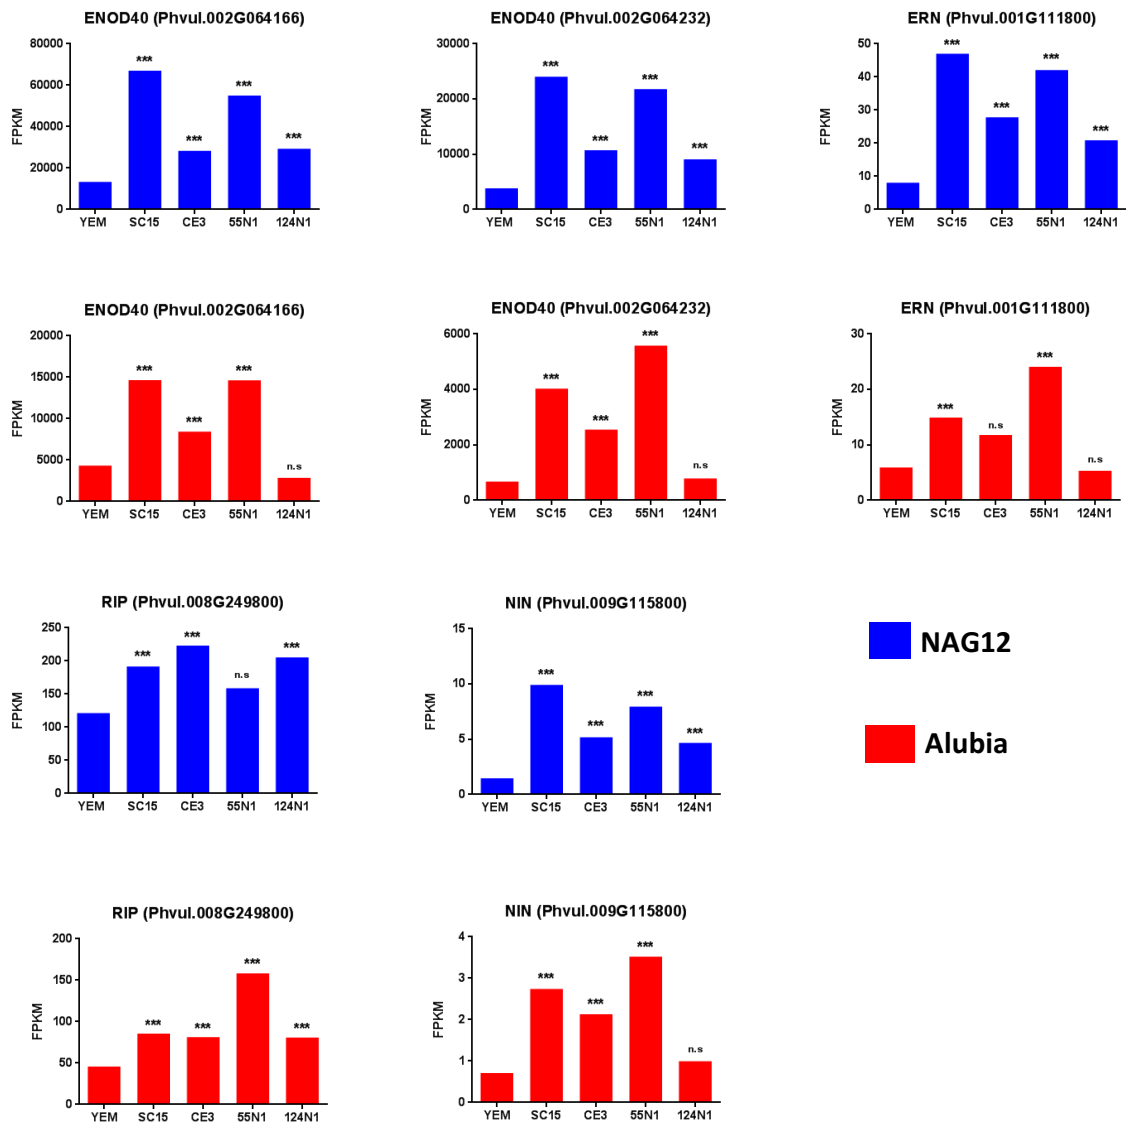 ENOD40 (Phvul.002G064166)
80000
60000
40000
20000
0
FPKM
***
***
***
***
YEM SC15 CE3 55N1 124N1
ENOD40 (Phvul.002G064232)
30000
20000
10000
0
FPKM
***
***
***
***
YEM SC15 CE3 55N1 124N1
ERN (Phvul.001G111800)
50
40
30
20
10
0
FPKM
***
***
***
***
YEM SC15 CE3 55N1 124N1
ENOD40 (Phvul.002G064166)
20000
15000
10000
5000
0
FPKM
***
***
***
n.s
YEM SC15 CE3 55N1 124N1
ENOD40 (Phvul.002G064232)
6000
4000
2000
0
FPKM
***
***
***
n.s
YEM SC15 CE3 55N1 124N1
ERN (Phvul.001G111800)
30
20
10
0
FPKM
***
n.s
***
n.s
YEM SC15 CE3 55N1 124N1
RIP (Phvul.008G249800)
250
200
150
100
50
0
FPKM
***
***
n.s
***
YEM SC15 CE3 55N1 124N1
NIN (Phvul.009G115800)
15
10
5
0
FPKM
***
***
***
***
YEM SC15 CE3 55N1 124N1
NAG12
Alubia
RIP (Phvul.008G249800)
200
150
100
50
0
FPKM
***
***
***
***
YEM SC15 CE3 55N1 124N1
NIN (Phvul.009G115800)
4
3
2
1
0
FPKM
***
***
***
n.s
YEM SC15 CE3 55N1 124N1